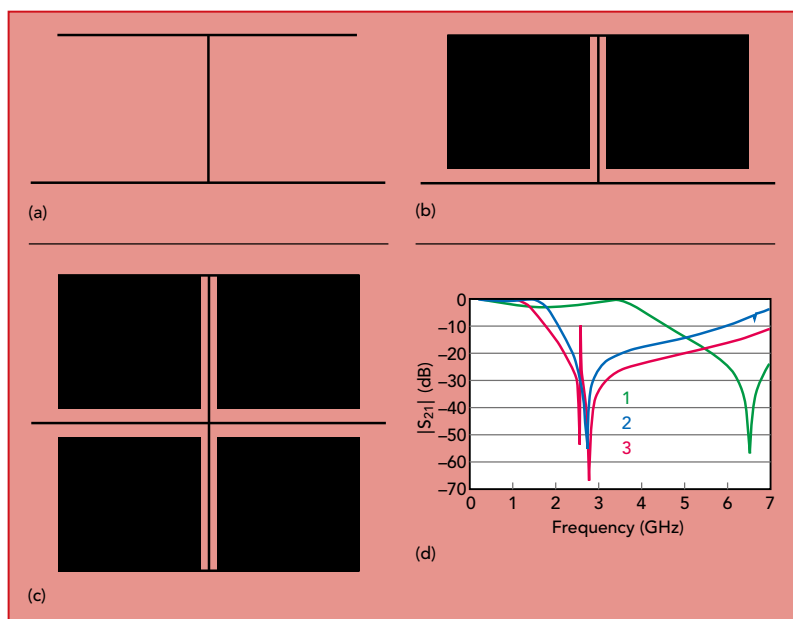 (a)
(b)
(c)
0
–10
–20
–30
–40
–50
–60
–70
|S21| (dB)
1
2
3
0 1 2 3 4 5 6 7
Frequency (GHz)
(d)